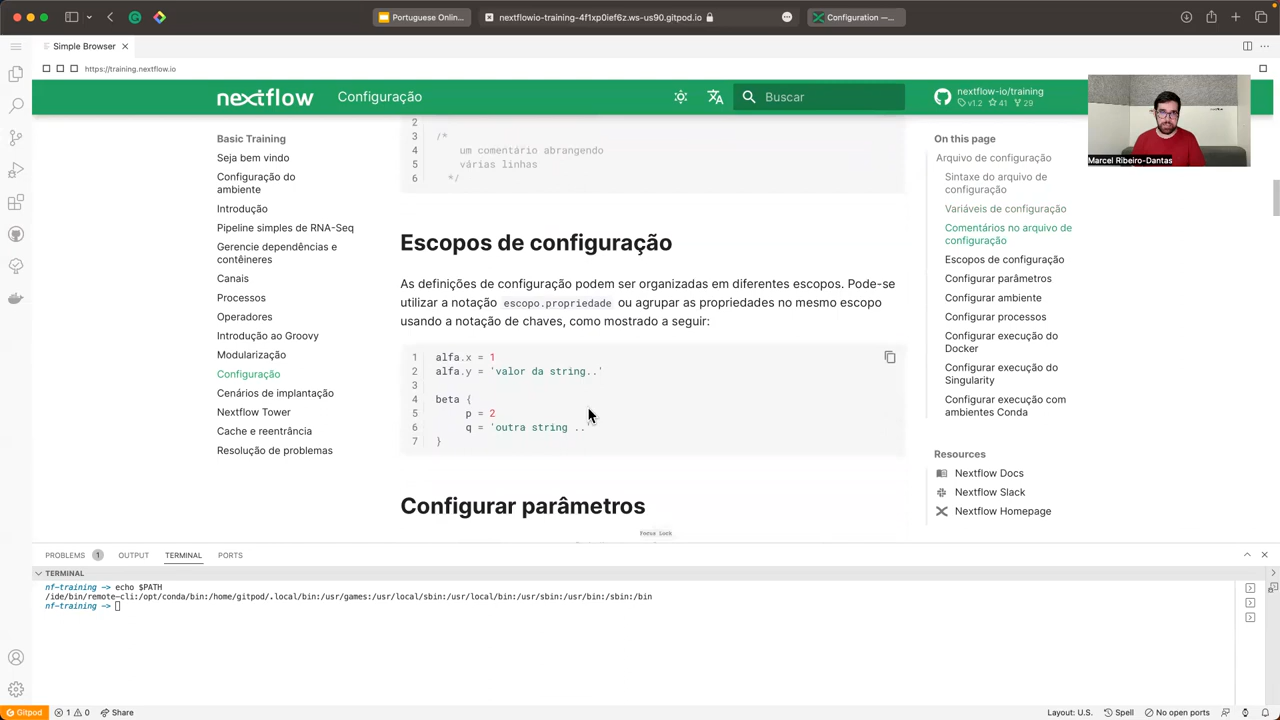 Portuguese Onlin...
nextflowio-training-4f1xp0ief6z.ws-us90.gitpod.io
Configuration —...
Simple Browser
https://training.nextflow.io
nextflow
Configuração
Buscar
nextflow-io/training
v1.2 41 29
Marcel Ribeiro-Dantas
Basic Training
Seja bem vindo
Configuração do
ambiente
Introdução
Pipeline simples de RNA-Seq
Gerencie dependências e
contêineres
Canais
Processos
Operadores
Introdução ao Groovy
Modularização
Configuração
Cenários de implantação
Nextflow Tower
Cache e reentrância
Resolução de problemas
2
3 /*
4 um comentário abrangendo
5 várias linhas
6 */
Escopos de configuração
As definições de configuração podem ser organizadas em diferentes escopos. Pode-se
utilizar a notação escopo.propriedade ou agrupar as propriedades no mesmo escopo
usando a notação de chaves, como mostrado a seguir:
1 alfa.x = 1
2 alfa.y = 'valor da string..'
3
4 beta {
5 p = 2
6 q = 'outra string ..'
7 }
Configurar parâmetros
Focus Lock
On this page
Arquivo de configuração
Sintaxe do arquivo de
configuração
Variáveis de configuração
Comentários no arquivo de
configuração
Escopos de configuração
Configurar parâmetros
Configurar ambiente
Configurar processos
Configurar execução do
Docker
Configurar execução do
Singularity
Configurar execução com
ambientes Conda
Resources
Nextflow Docs
Nextflow Slack
Nextflow Homepage
PROBLEMS 1 OUTPUT TERMINAL PORTS
TERMINAL
nf-training -> echo $PATH
/ide/bin/remote-cli:/opt/conda/bin:/home/gitpod/.local/bin:/usr/games:/usr/local/sbin:/usr/local/bin:/usr/sbin:/usr/bin:/sbin:/bin
nf-training ->
Gitpod 1 0 Share
Layout: U.S. Spell No open ports